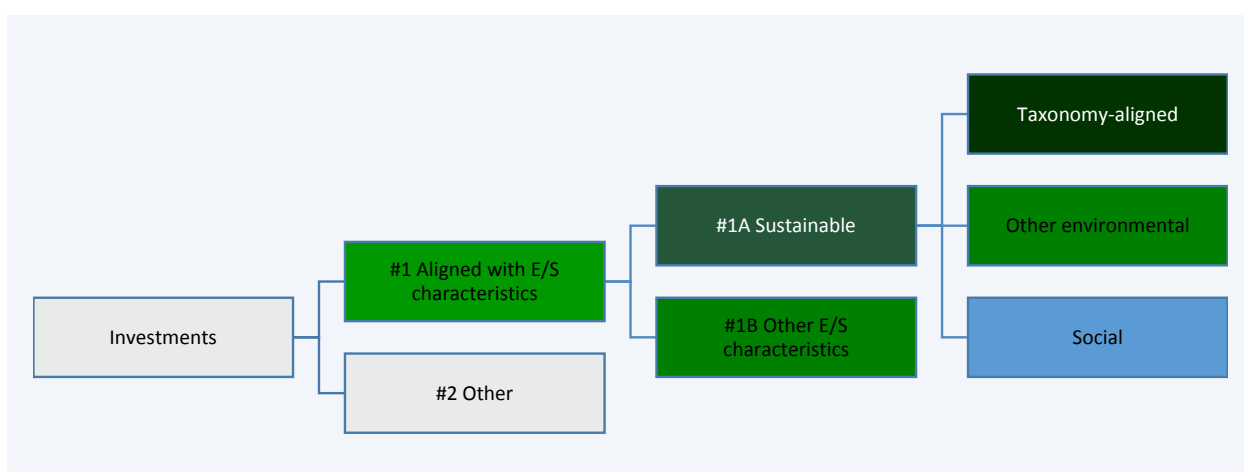 Investments
#1 Aligned with E/S
characteristics
#2 Other
#1A Sustainable
#1B Other E/S
characteristics
Taxonomy-aligned
Other environmental
Social